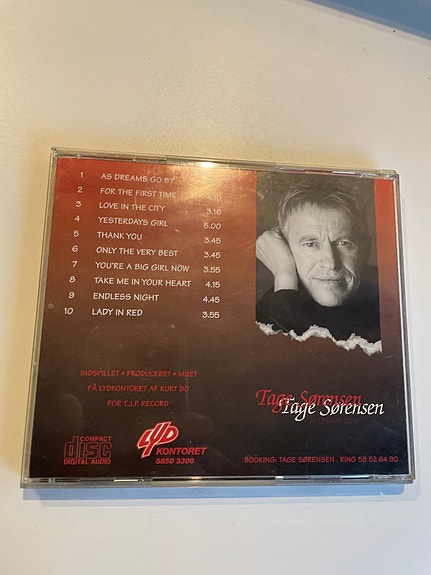 1 AS DREAMS GO BY
2 FOR THE FIRST TIME 4.10
3 LOVE IN THE CITY 3.16
4 YESTERDAYS GIRL 5.00
5 THANK YOU 3.45
6 ONLY THE VERY BEST 3.45
7 YOU'RE A BIG GIRL NOW 3.55
8 TAKE ME IN YOUR HEART 4.15
9 ENDLESS NIGHT 4.45
10 LADY IN RED 3.55
INDSPILLET • PRODUCERET • MIXET
PÅ LYDKONTORET AF KURT BO
FOR T.J.P. RECORD
Tage Sørensen
Tage Sørensen
COMPACT
disc
DIGITAL AUDIO
LYD
KONTORET
5850 3300
BOOKING: TAGE SØRENSEN . RING 58 52 64 90